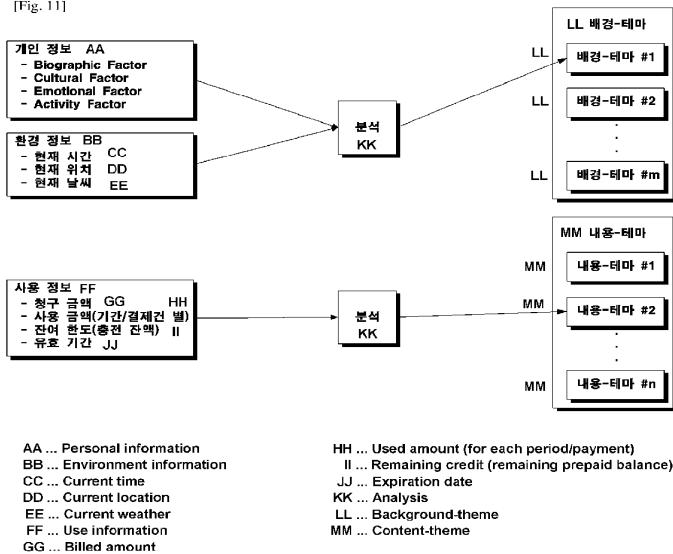 [Fig. 11]
개인 정보 AA
- Biographic Factor
- Cultural Factor
- Emotional Factor
- Activity Factor
환경 정보 BB
- 현재 시간 CC
- 현재 위치 DD
- 현재 날씨 EE
분석
KK
LL 배경-테마
LL 배경-테마 #1
LL 배경-테마 #2
LL 배경-테마 #m
사용 정보 FF
- 청구 금액 GG HH
- 사용 금액(기간/결제건 별)
- 잔여 한도(충전 잔액) II
- 유효 기간 JJ
분석
KK
MM 내용-테마
MM 내용-테마 #1
MM 내용-테마 #2
MM 내용-테마 #n
AA ... Personal information
BB ... Environment information
CC ... Current time
DD ... Current location
EE ... Current weather
FF ... Use information
GG ... Billed amount
HH ... Used amount (for each period/payment)
II ... Remaining credit (remaining prepaid balance)
JJ ... Expiration date
KK ... Analysis
LL ... Background-theme
MM ... Content-theme